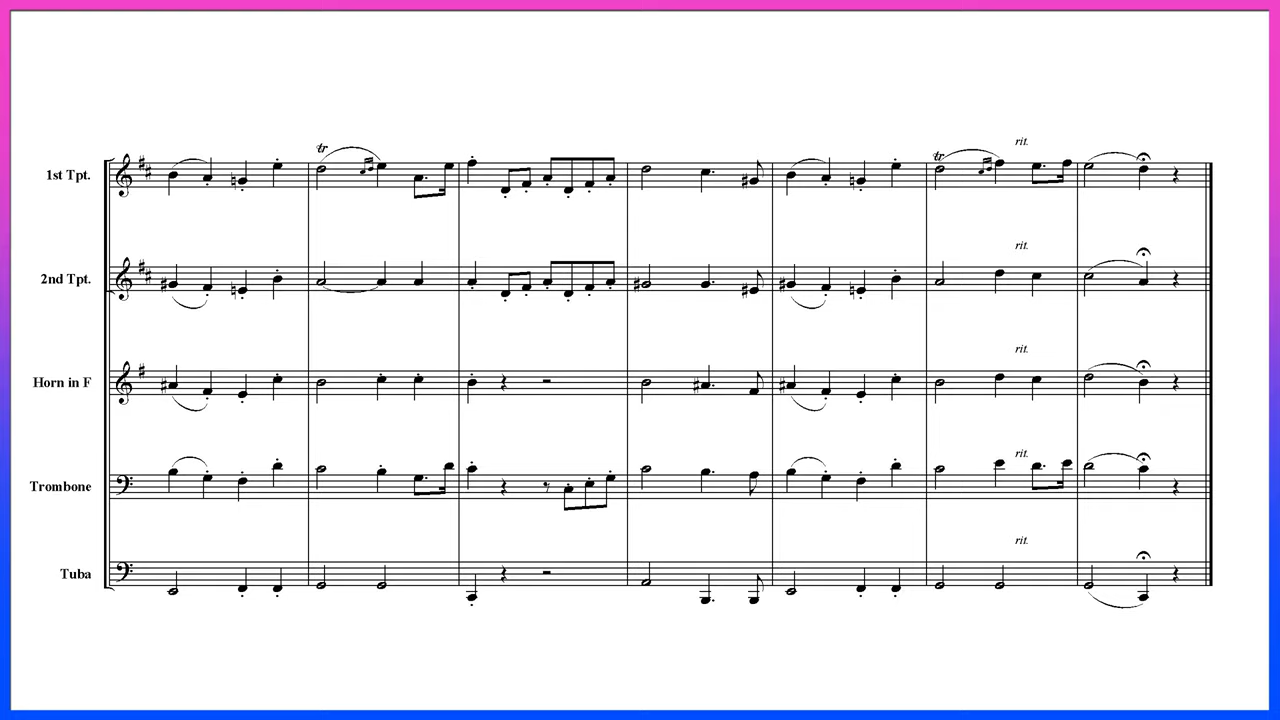 rit.
tr
tr
1st Tpt.
rit.
2nd Tpt.
rit.
Horn in F
rit.
Trombone
rit.
Tuba